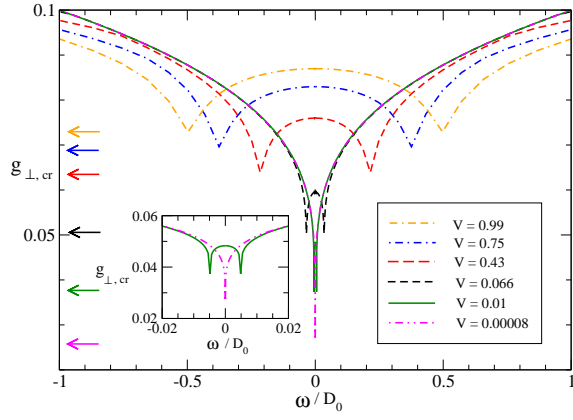 0.1
g⊥, cr
0.05
-1
-0.5
0
0.5
1
ω / D₀
V = 0.99
V = 0.75
V = 0.43
V = 0.066
V = 0.01
V = 0.00008
0.06
0.04
0.02
g⊥, cr
-0.02
0
0.02
ω / D₀